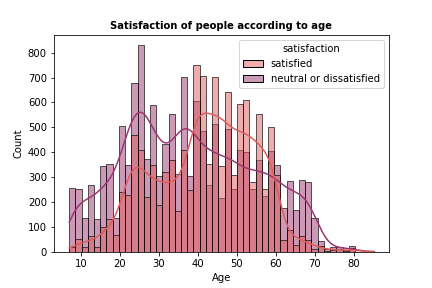 Satisfaction of people according to age
satisfaction
satisfied
neutral or dissatisfied
Count
800
700
600
500
400
300
200
100
0
10 20 30 40 50 60 70 80
Age